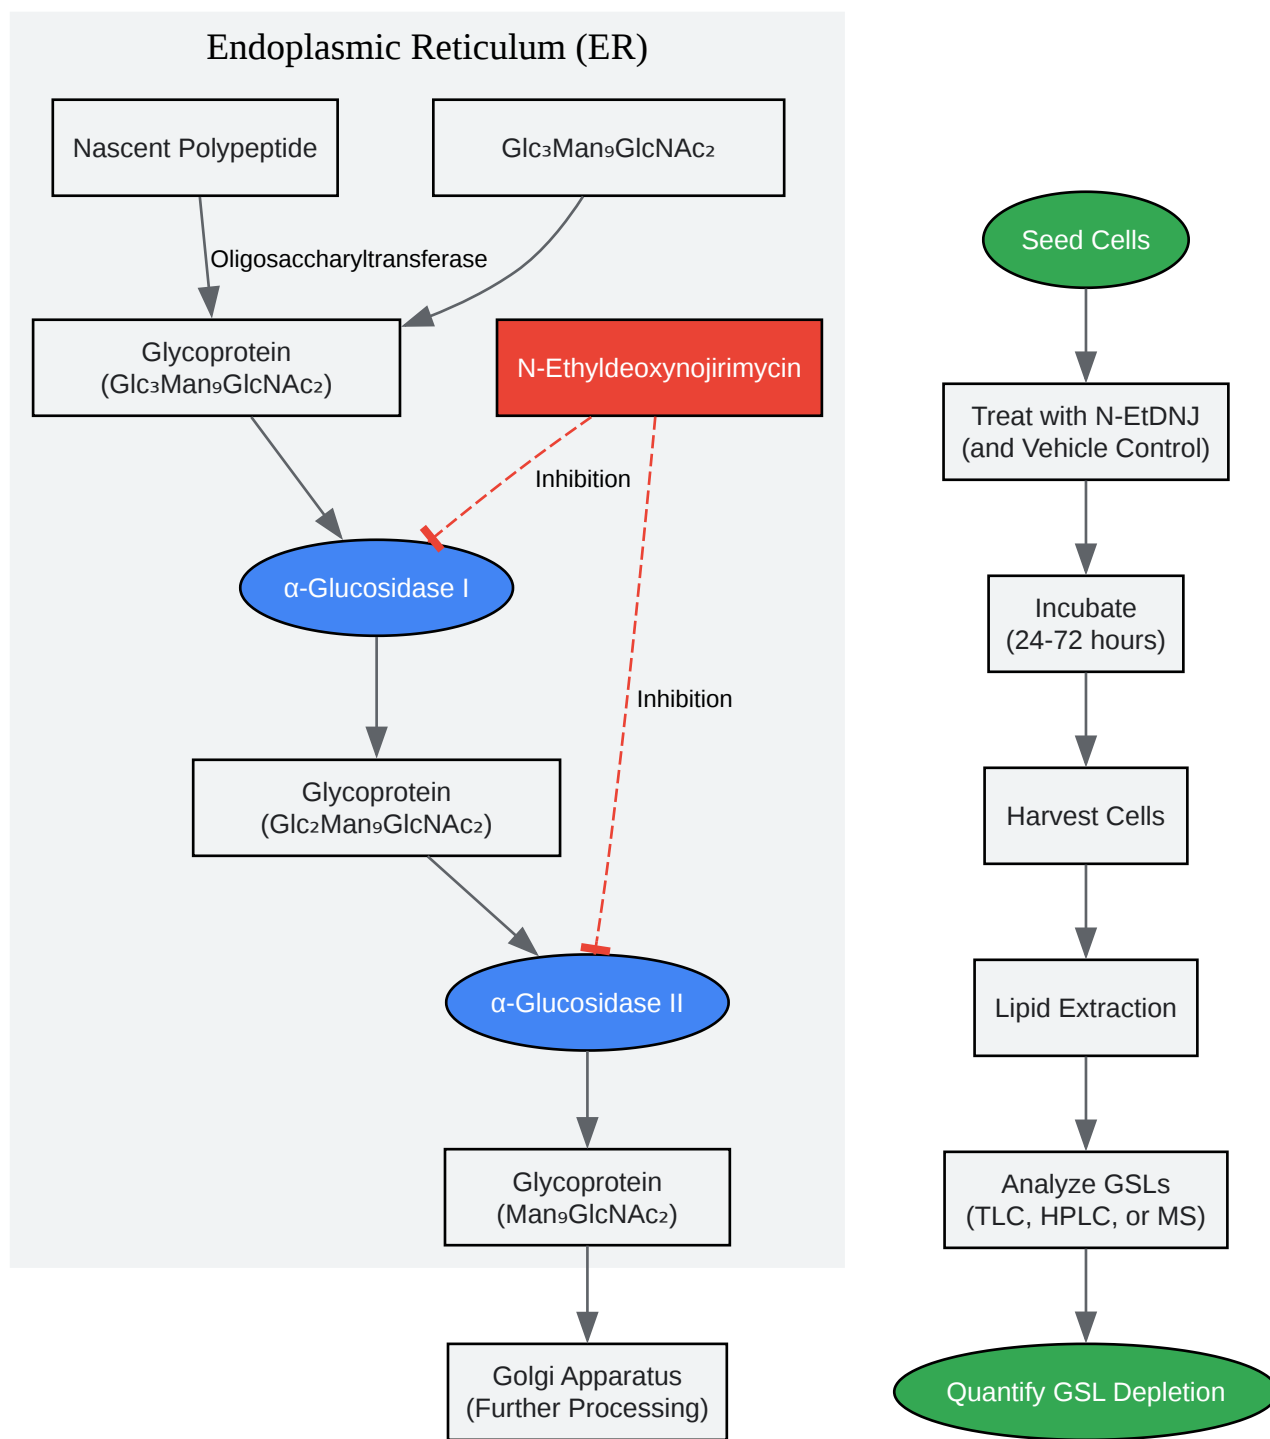 Endoplasmic Reticulum (ER)
Nascent Polypeptide
Glc₃Man₉GlcNAc₂
Oligosaccharyltransferase
Glycoprotein
(Glc₃Man₉GlcNAc₂)
N-Ethyldeoxynojirimycin
Inhibition
α-Glucosidase I
Inhibition
Glycoprotein
(Glc₂Man₉GlcNAc₂)
α-Glucosidase II
Glycoprotein
(Man₉GlcNAc₂)
Golgi Apparatus
(Further Processing)
Seed Cells
Treat with N-EtDNJ
(and Vehicle Control)
Incubate
(24-72 hours)
Harvest Cells
Lipid Extraction
Analyze GSLs
(TLC, HPLC, or MS)
Quantify GSL Depletion